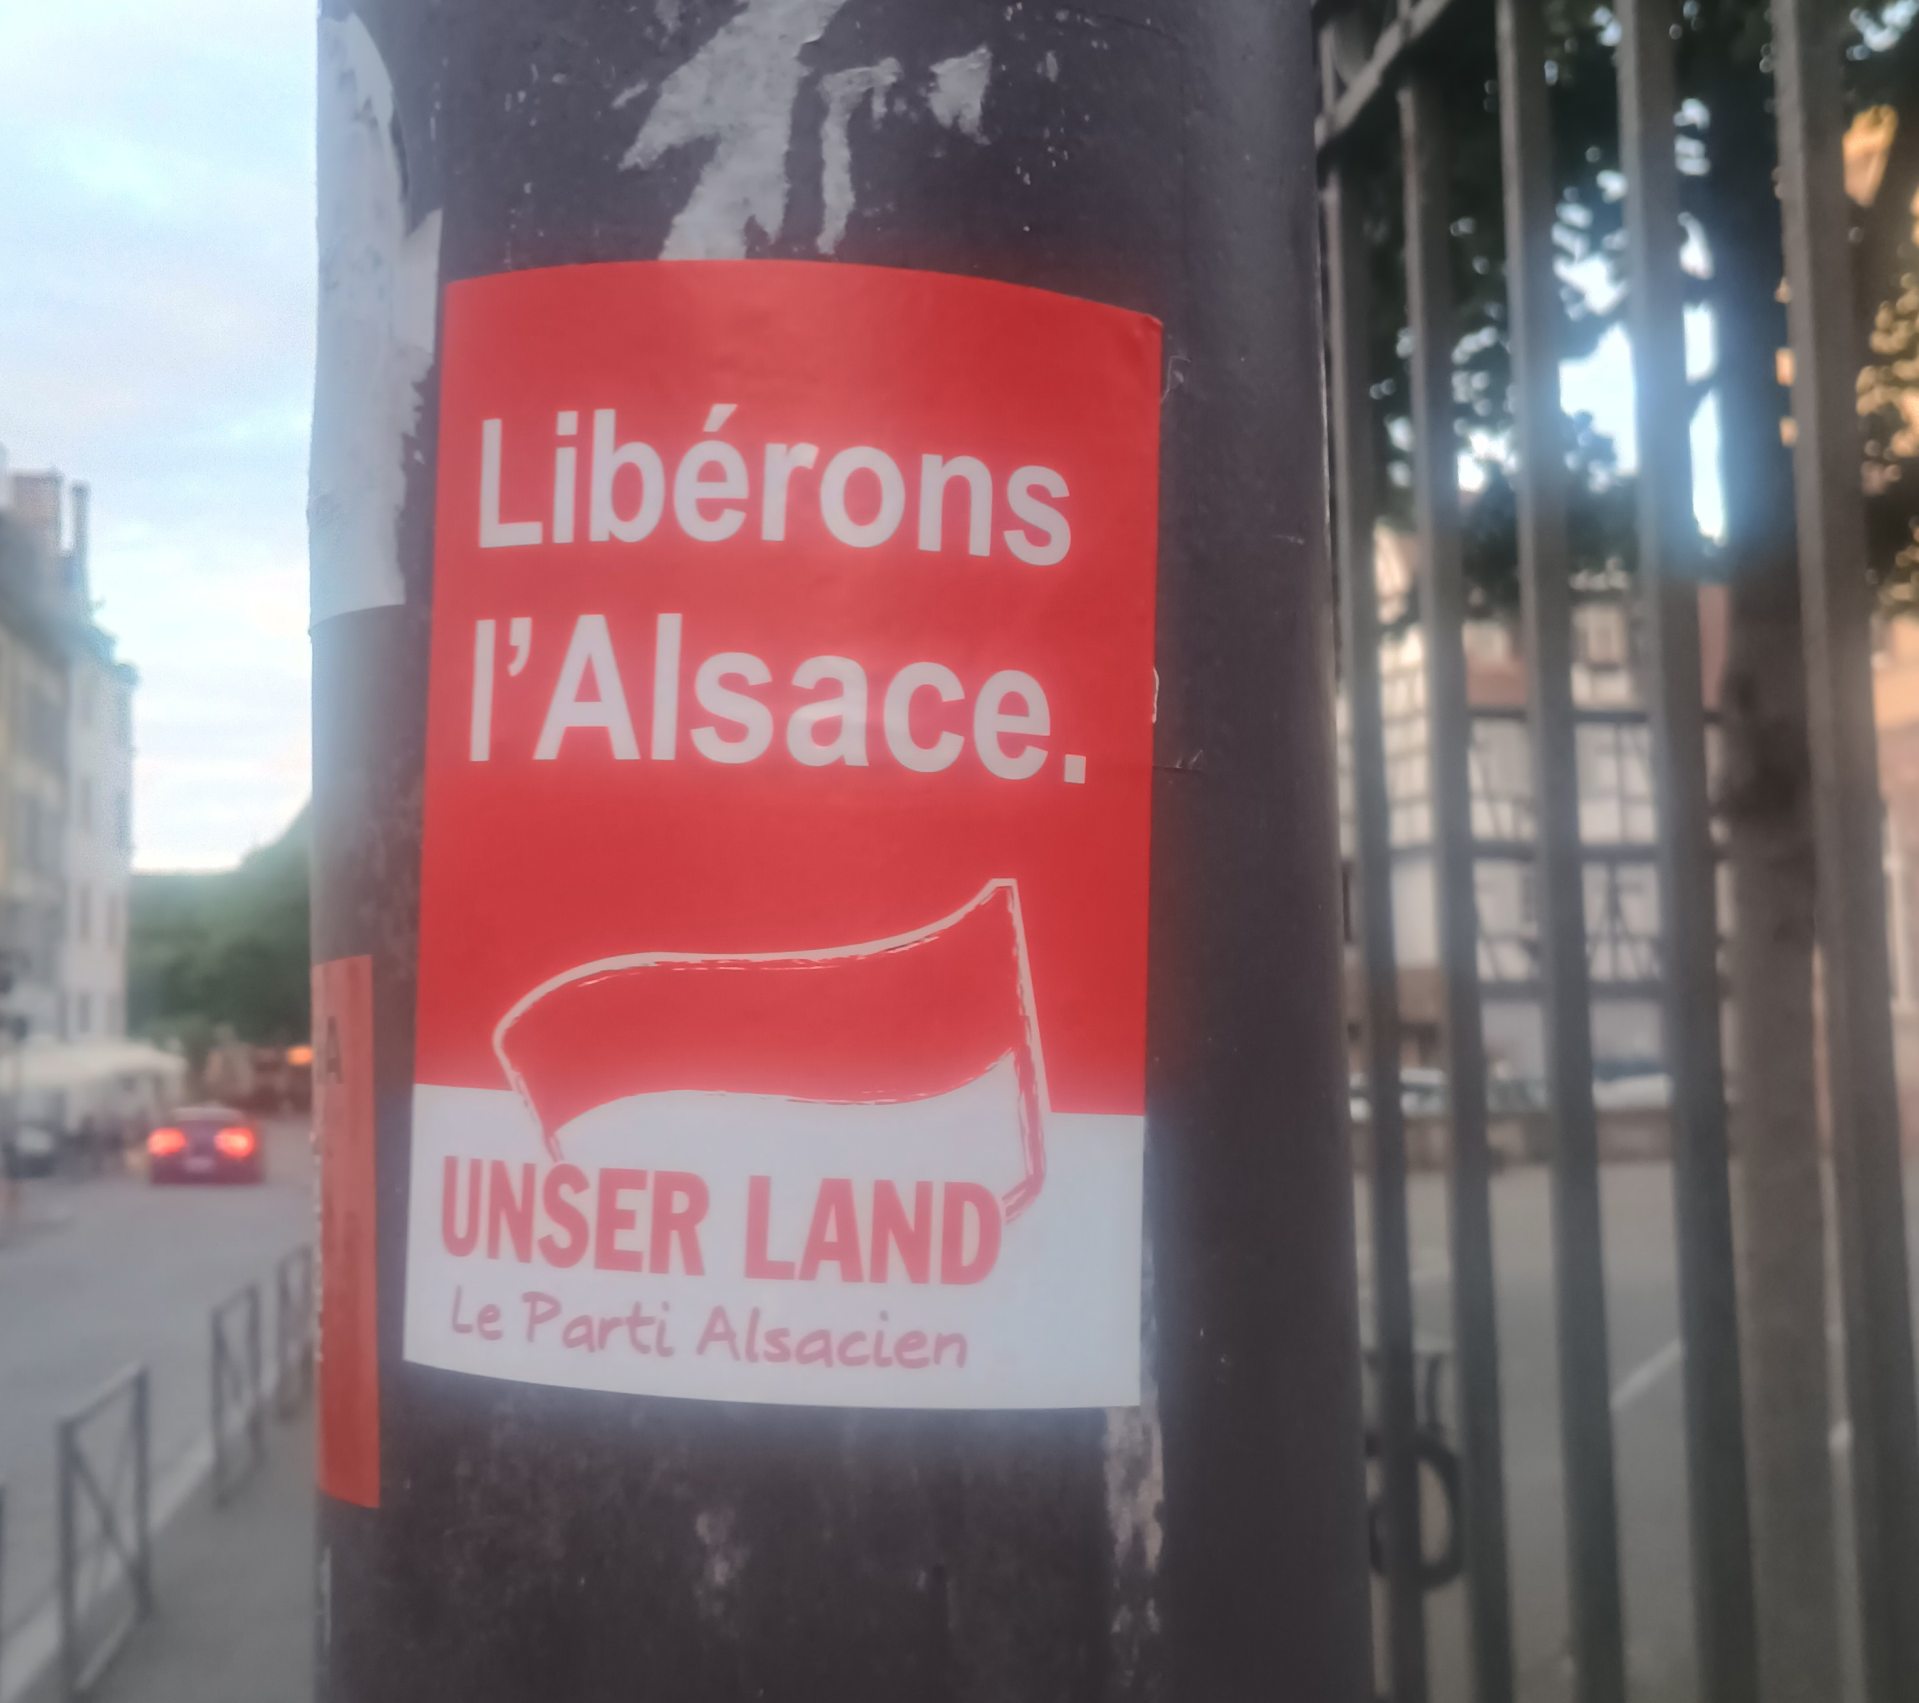 Libérons
l'Alsace.
UNSER LAND
Le Parti Alsacien